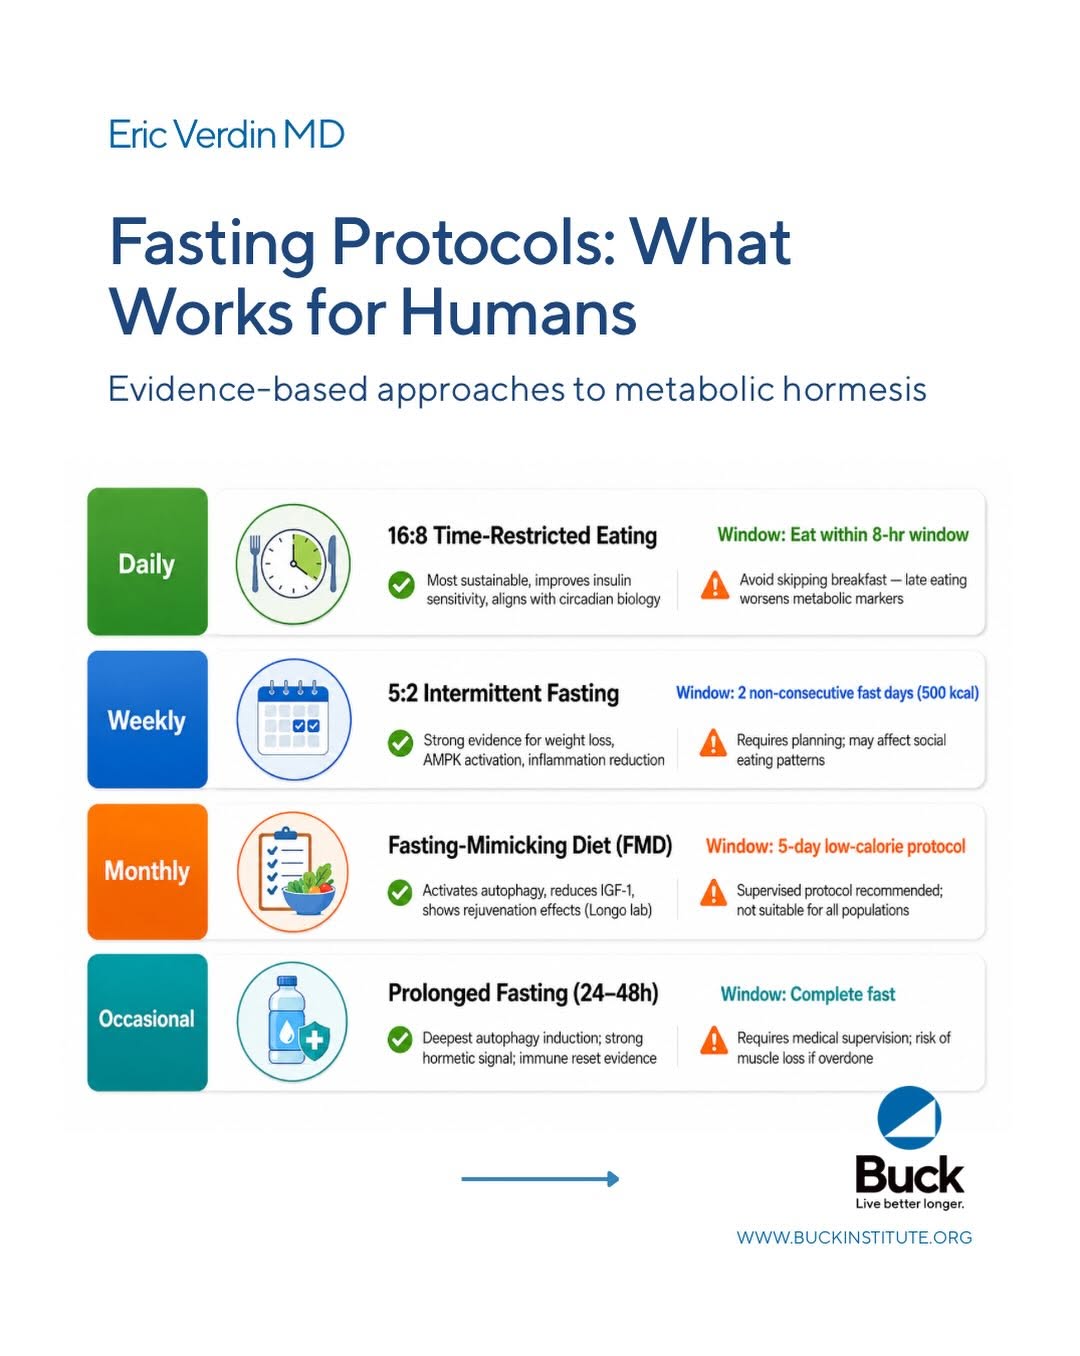 Eric Verdin MD
Fasting Protocols: What
Works for Humans
Evidence-based approaches to metabolic hormesis
Daily
16:8 Time-Restricted Eating
Window: Eat within 8-hr window
Most sustainable, improves insulin
sensitivity, aligns with circadian biology
Avoid skipping breakfast — late eating
worsens metabolic markers
Weekly
5:2 Intermittent Fasting
Window: 2 non-consecutive fast days (500 kcal)
Strong evidence for weight loss,
AMPK activation, inflammation reduction
Requires planning; may affect social
eating patterns
Monthly
Fasting-Mimicking Diet (FMD)
Window: 5-day low-calorie protocol
Activates autophagy, reduces IGF-1,
shows rejuvenation effects (Longo lab)
Supervised protocol recommended;
not suitable for all populations
Occasional
Prolonged Fasting (24–48h)
Window: Complete fast
Deepest autophagy induction; strong
hormetic signal; immune reset evidence
Requires medical supervision; risk of
muscle loss if overdone
Buck
Live better longer.
WWW.BUCKINSTITUTE.ORG